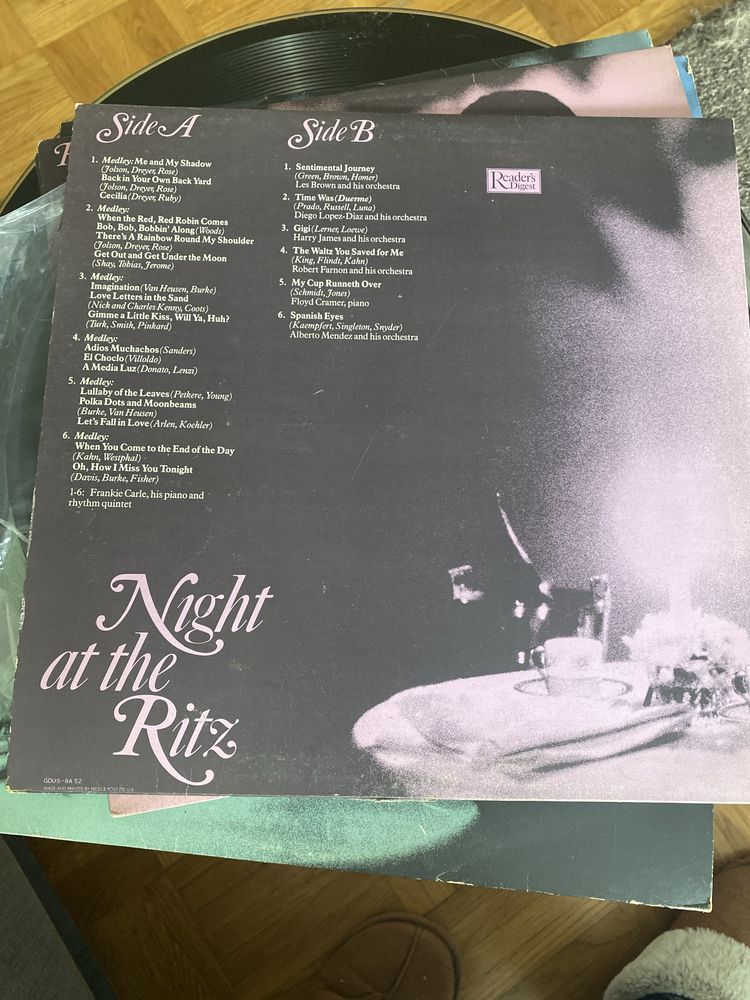 Side A
1. Medley: Me and My Shadow
(Jolson, Dreyer, Rose)
Back in Your Own Back Yard
(Jolson, Dreyer, Rose)
Cecilia (Dreyer, Ruby)
2. Medley:
When the Red, Red Robin Comes
Bob, Bob, Bobbin' Along (Woods)
There's A Rainbow Round My Shoulder
(Jolson, Dreyer, Rose)
Get Out and Get Under the Moon
(Shay, Tobias, Jerome)
3. Medley:
Imagination (Van Heusen, Burke)
Love Letters in the Sand
(Nick and Charles Kenny, Coots)
Gimme a Little Kiss, Will Ya, Huh?
(Turk, Smith, Pinkard)
4. Medley:
Adios Muchachos (Sanders)
El Choclo (Villoldo)
A Media Luz (Donato, Lenzi)
5. Medley:
Lullaby of the Leaves (Petkere, Young)
Polka Dots and Moonbeams
(Burke, Van Heusen)
Let's Fall in Love (Arlen, Koehler)
6. Medley:
When You Come to the End of the Day
(Kahn, Westphal)
Oh, How I Miss You Tonight
(Davis, Burke, Fisher)
1-6: Frankie Carle, his piano and
rhythm quintet
Side B
1. Sentimental Journey
(Green, Brown, Homer)
Les Brown and his orchestra
2. Time Was (Duerme)
(Prado, Russell, Luna)
Diego Lopez-Diaz and his orchestra
3. Gigi (Lerner, Loewe)
Harry James and his orchestra
4. The Waltz You Saved for Me
(King, Flindt, Kahn)
Robert Farnon and his orchestra
5. My Cup Runneth Over
(Schmidt, Jones)
Floyd Cramer, piano
6. Spanish Eyes
(Kaempfert, Singleton, Snyder)
Alberto Mendez and his orchestra
Reader's
Digest
Night
at the
Ritz
GDUS-8A 52
MADE AND PRINTED BY PRESS & POST LTD. U.K.